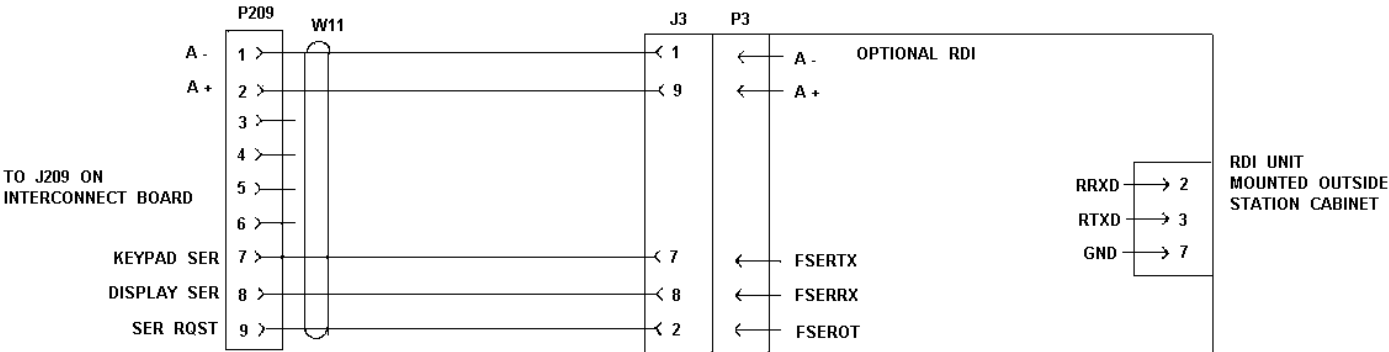 P209
W11
J3
P3
A - 1
1
A -
OPTIONAL RDI
A + 2
9
A +
3
4
TO J209 ON
INTERCONNECT BOARD
5
6
KEYPAD SER 7
7
FSERTX
DISPLAY SER 8
8
FSERRX
SER RQST 9
2
FSEROT
RRXD 2
RTXD 3
GND 7
RDI UNIT
MOUNTED OUTSIDE
STATION CABINET